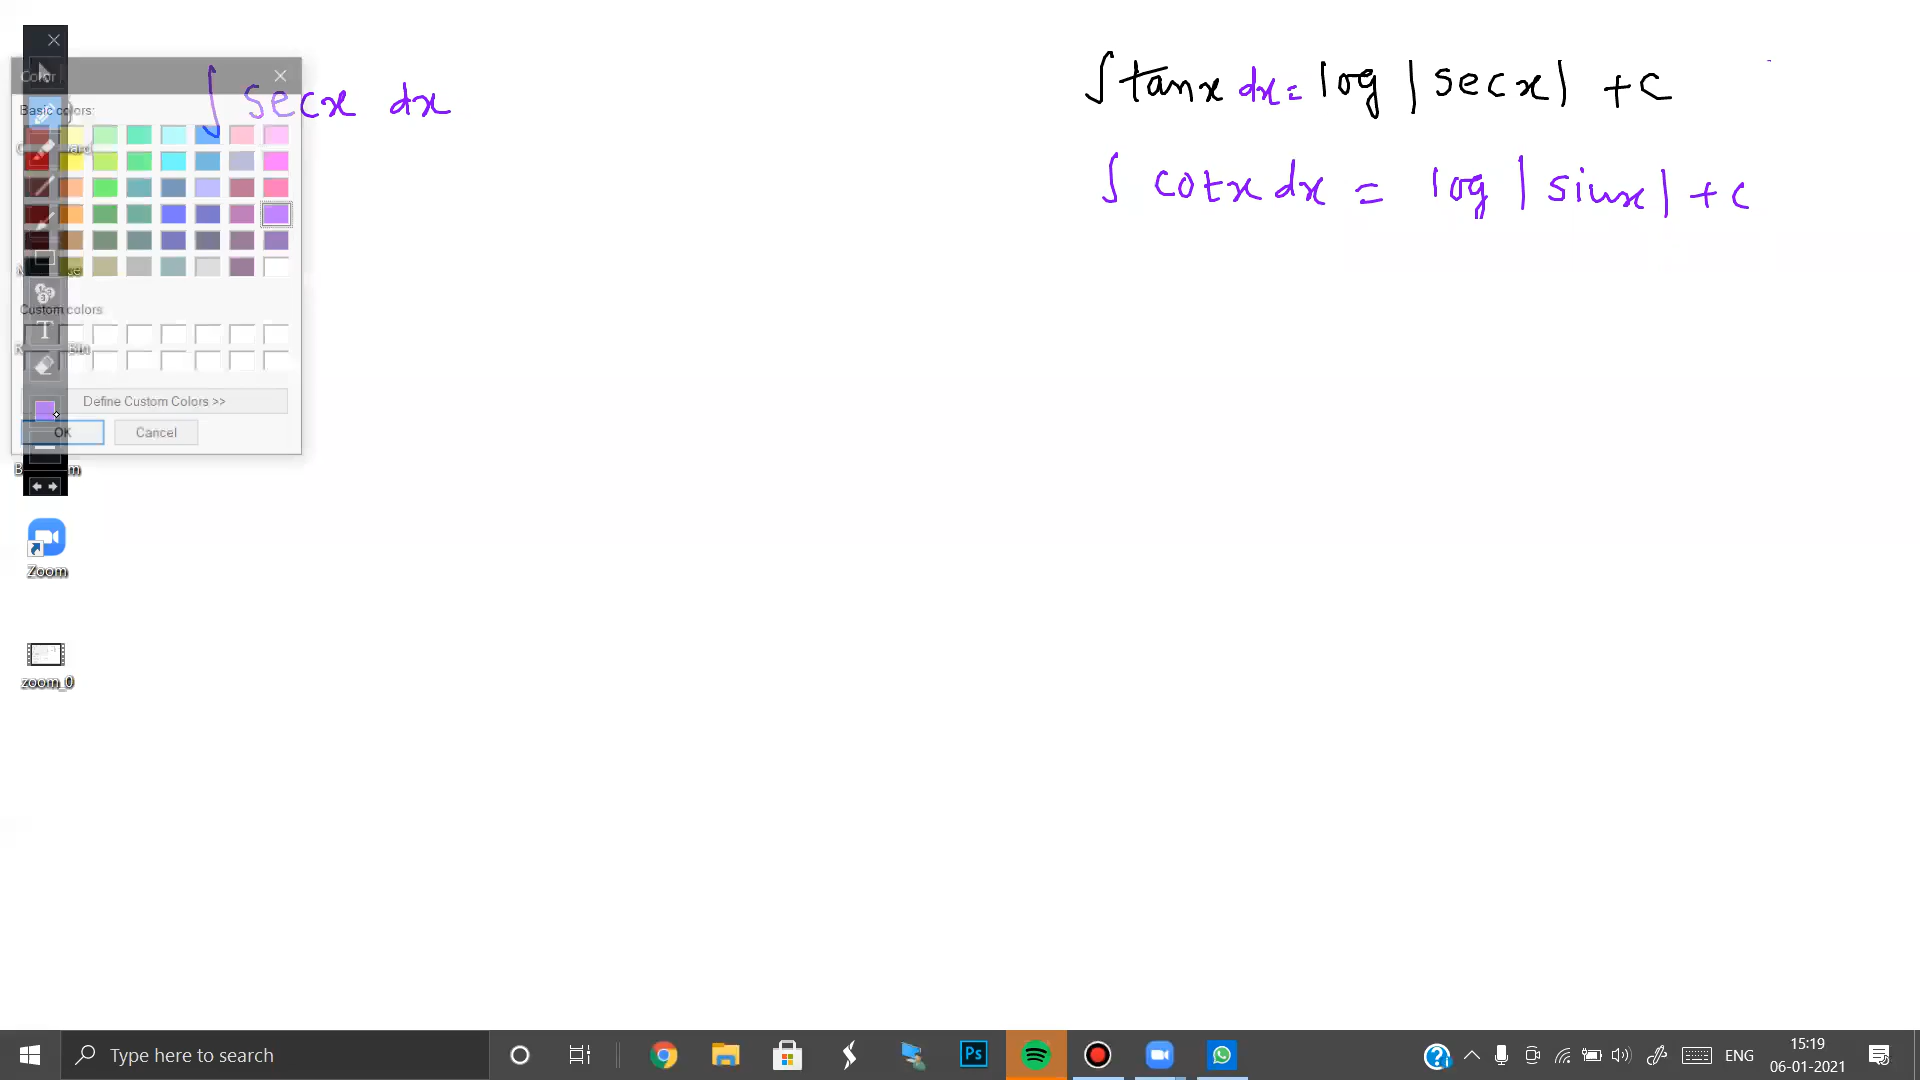 Color
Basic colors:
∫ secx dx
∫tanx dx = log |secx| +c
∫ cotx dx = log |sinx| +c
Custom colors
T
Define Custom Colors >>
OK
Cancel
Zoom
zoom_0
Type here to search
Ps
ENG
15:19
06-01-2021